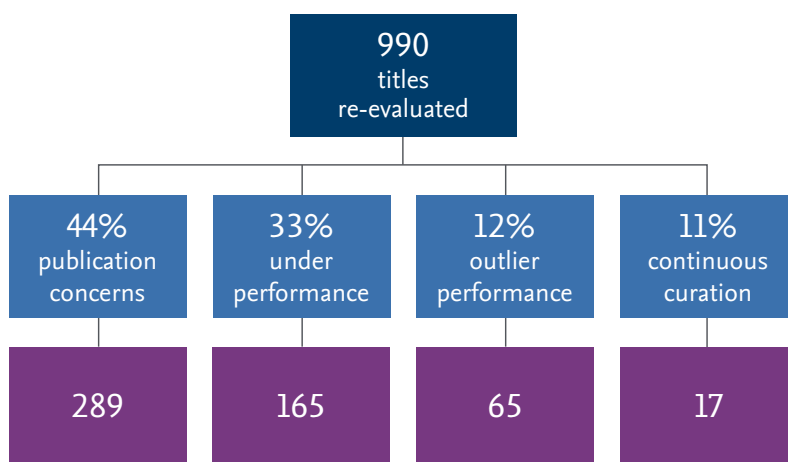 990
titles
re-evaluated
44%
publication
concerns
33%
under
performance
12%
outlier
performance
11%
continuous
curation
289
165
65
17